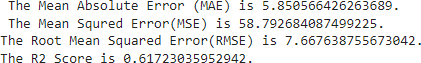 The Mean Absolute Error (MAE) is 5.850566426263689.
The Mean Squred Error(MSE) is 58.792684087499225.
The Root Mean Squared Error(RMSE) is 7.667638755673042.
The R2 Score is 0.61723035952942.